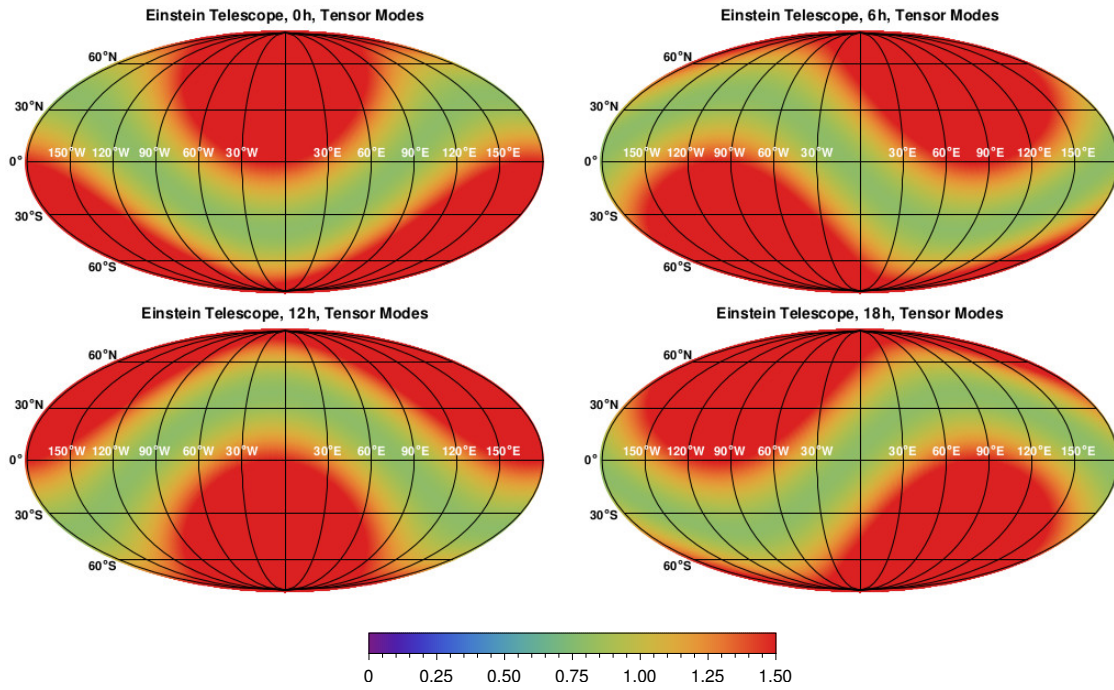 Einstein Telescope, 0h, Tensor Modes
60°N
30°N
150°W 120°W 90°W 60°W 30°W 30°E 60°E 90°E 120°E 150°E
0°
30°S
60°S
Einstein Telescope, 6h, Tensor Modes
60°N
30°N
150°W 120°W 90°W 60°W 30°W 30°E 60°E 90°E 120°E 150°E
0°
30°S
60°S
Einstein Telescope, 12h, Tensor Modes
60°N
30°N
150°W 120°W 90°W 60°W 30°W 30°E 60°E 90°E 120°E 150°E
0°
30°S
60°S
Einstein Telescope, 18h, Tensor Modes
60°N
30°N
150°W 120°W 90°W 60°W 30°W 30°E 60°E 90°E 120°E 150°E
0°
30°S
60°S
0 0.25 0.50 0.75 1.00 1.25 1.50